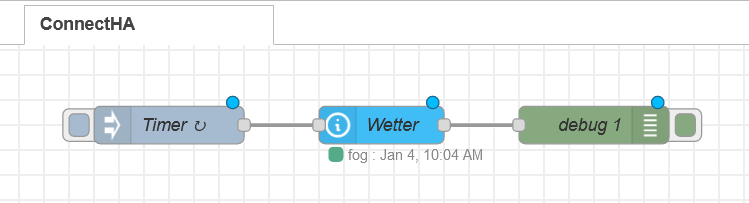 ConnectHA
Timer ↻
Wetter
debug 1
fog : Jan 4, 10:04 AM